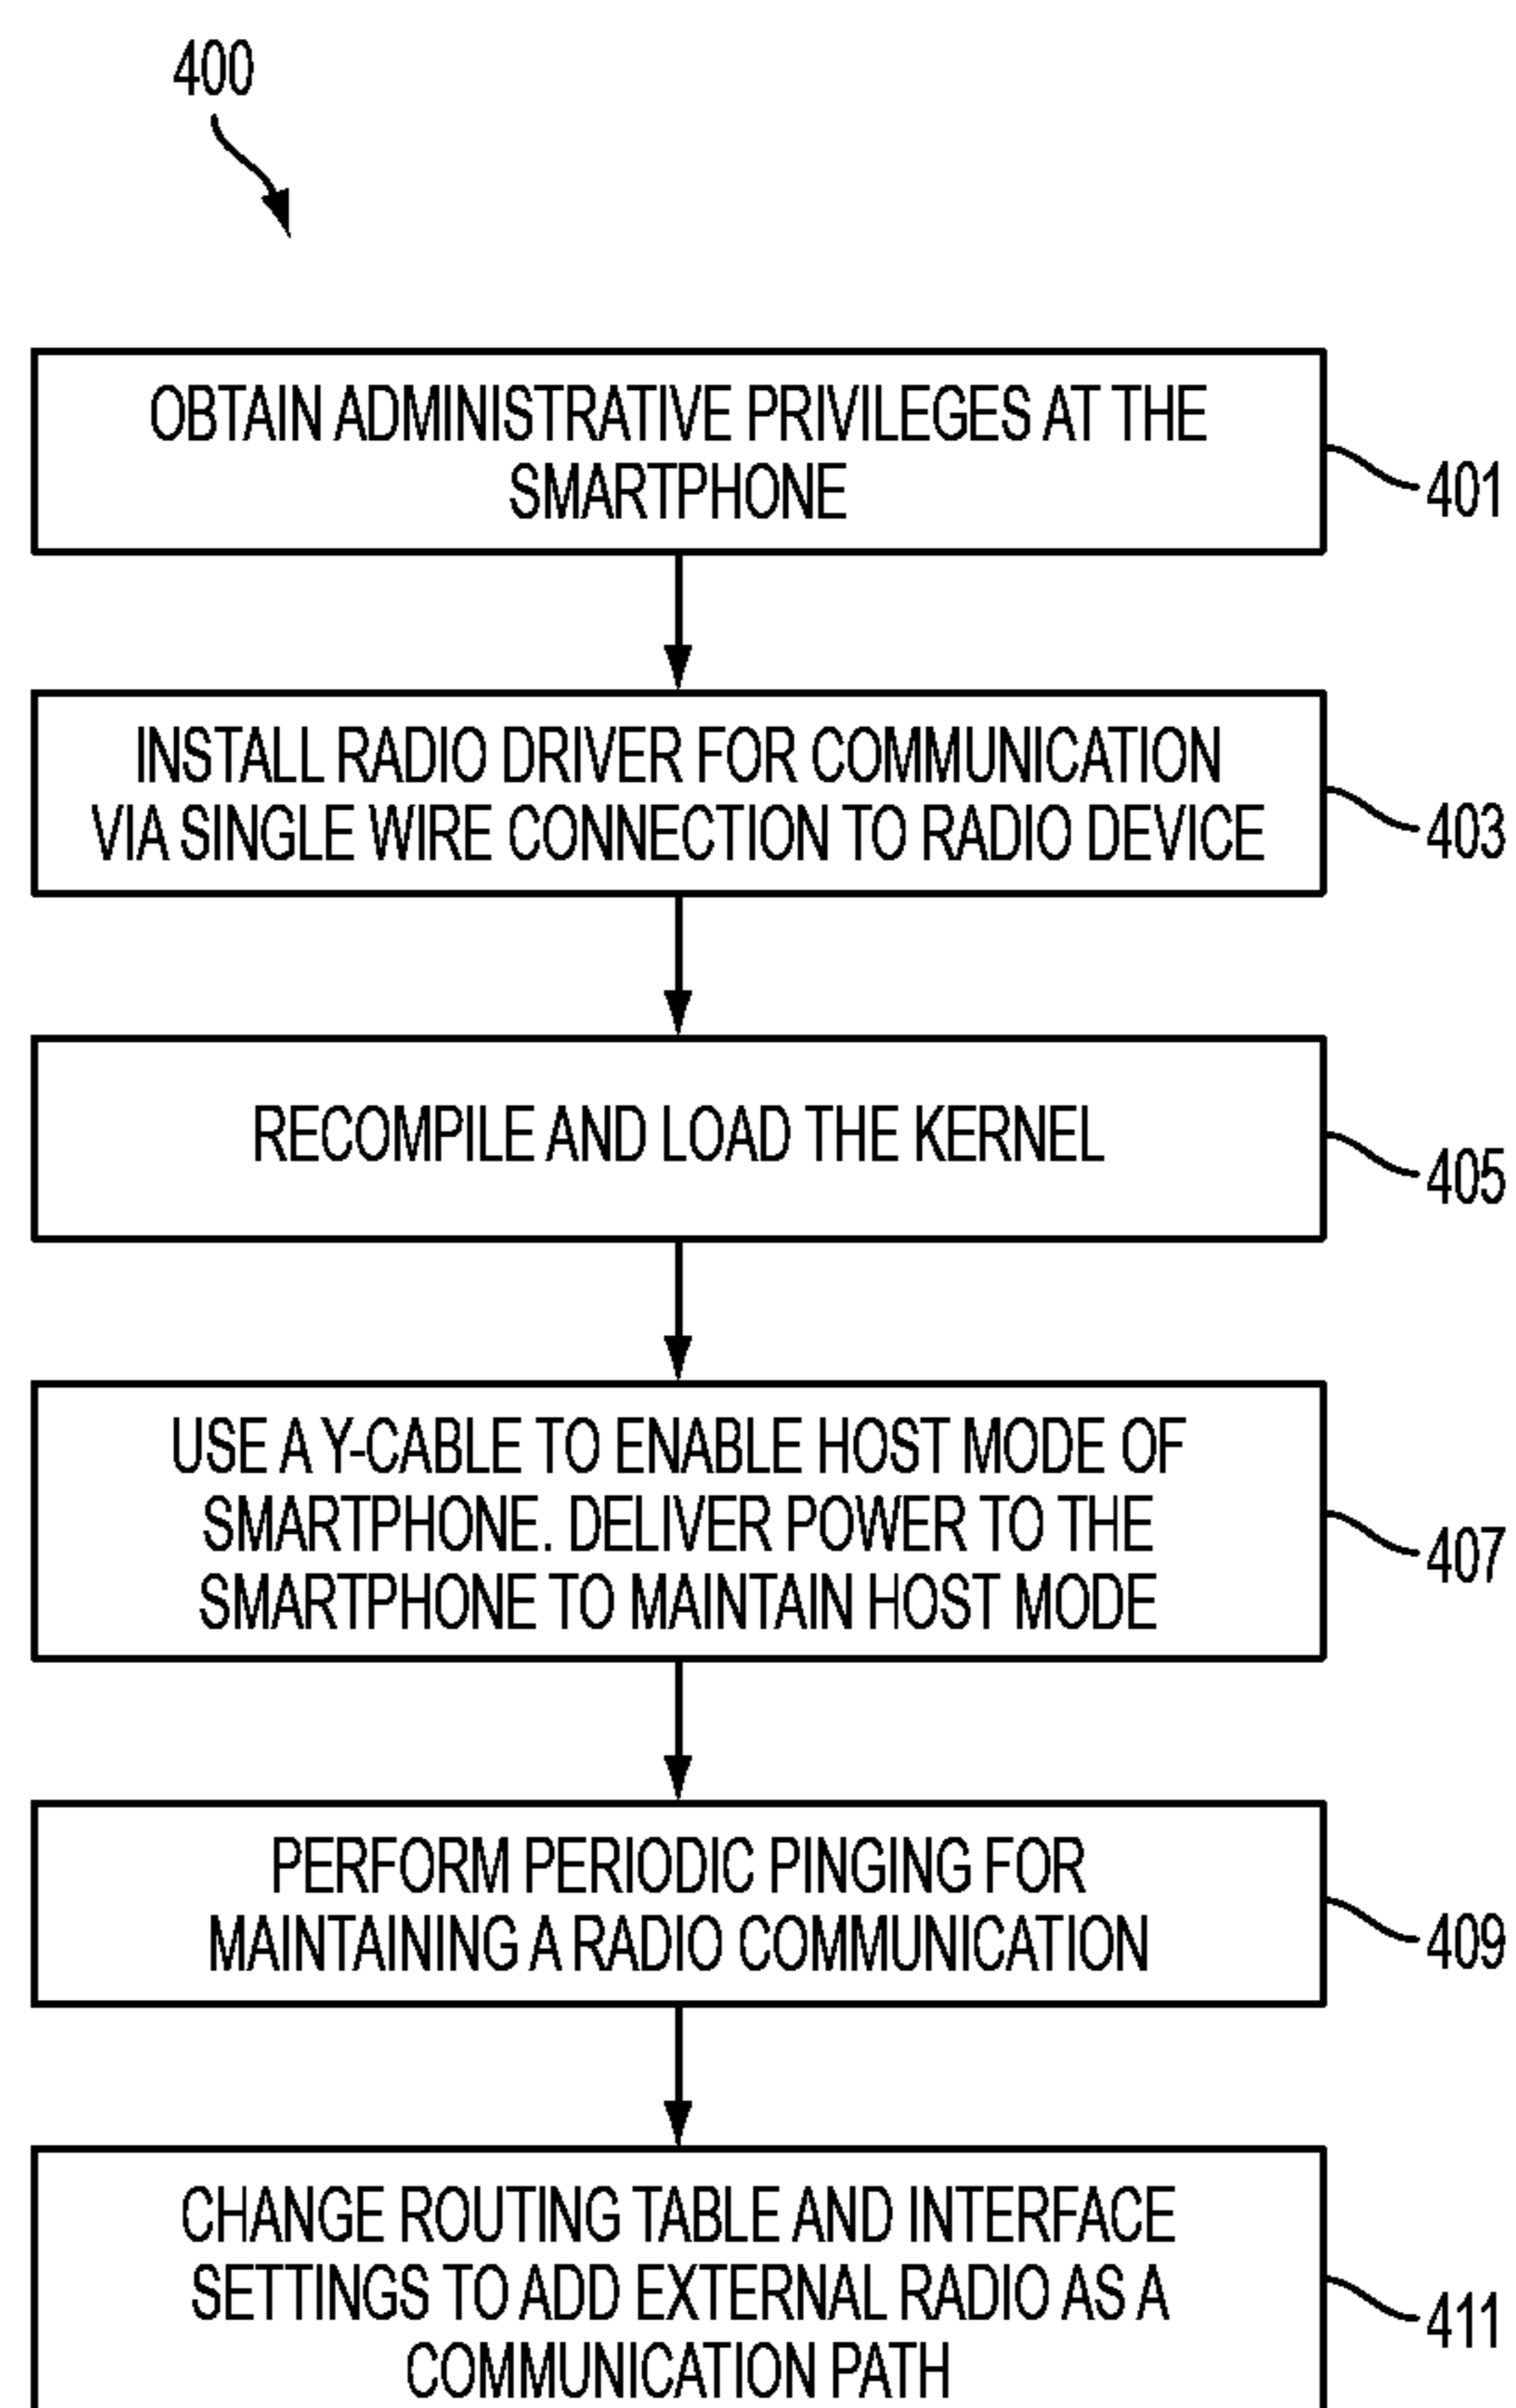 400
OBTAIN ADMINISTRATIVE PRIVILEGES AT THE
SMARTPHONE
401
INSTALL RADIO DRIVER FOR COMMUNICATION
VIA SINGLE WIRE CONNECTION TO RADIO DEVICE
403
RECOMPILE AND LOAD THE KERNEL
405
USE A Y-CABLE TO ENABLE HOST MODE OF
SMARTPHONE. DELIVER POWER TO THE
SMARTPHONE TO MAINTAIN HOST MODE
407
PERFORM PERIODIC PINGING FOR
MAINTAINING A RADIO COMMUNICATION
409
CHANGE ROUTING TABLE AND INTERFACE
SETTINGS TO ADD EXTERNAL RADIO AS A
COMMUNICATION PATH
411